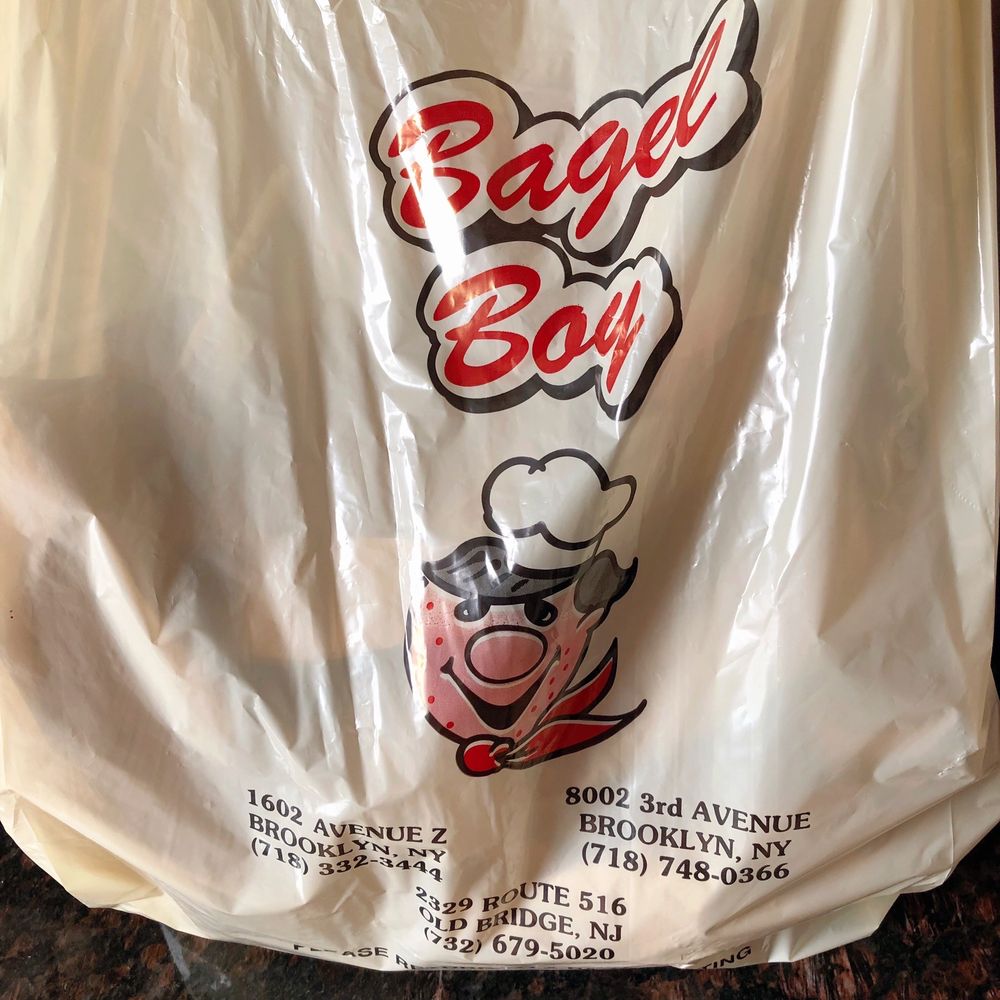 Bagel
Boy
1602 AVENUE Z
BROOKLYN, NY
(718) 332-3444
8002 3rd AVENUE
BROOKLYN, NY
(718) 748-0366
2329 ROUTE 516
OLD BRIDGE, NJ
(732) 679-5020